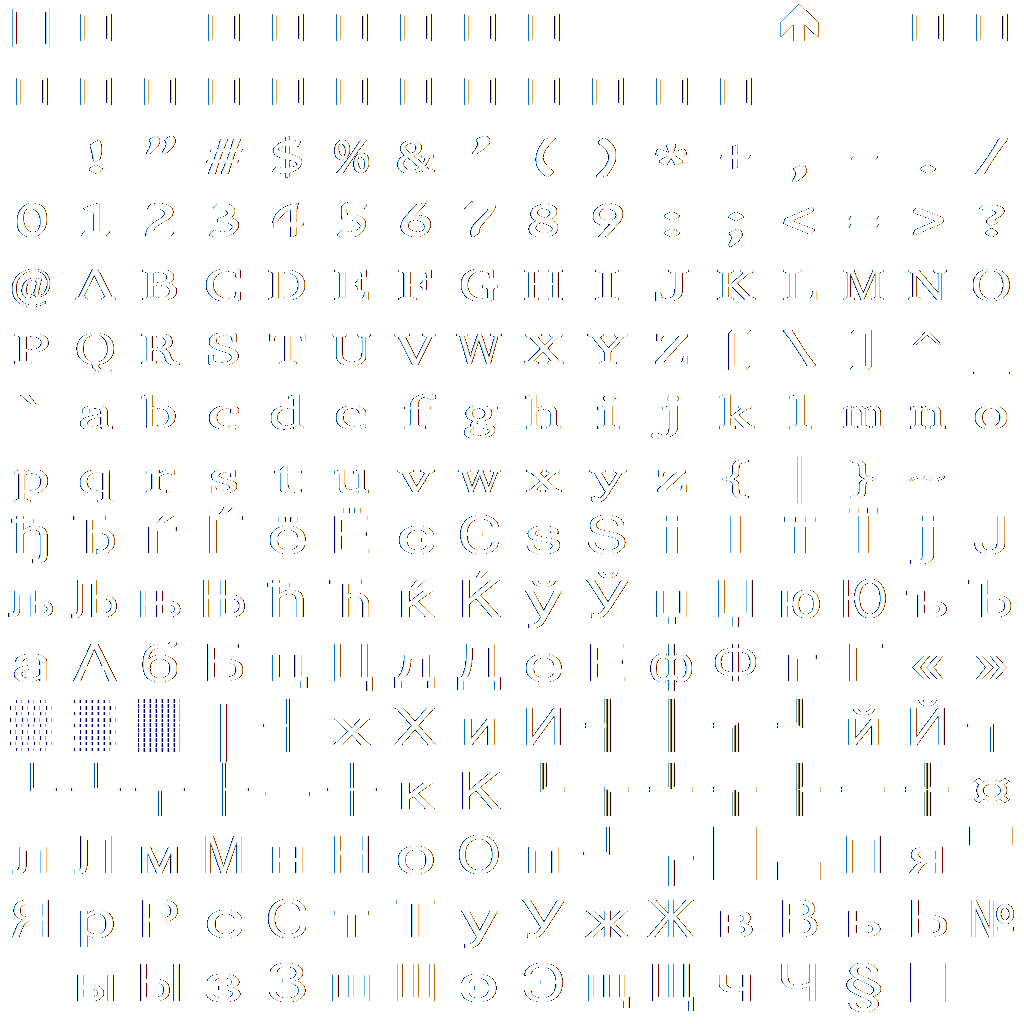 ! " # $ % & ' ( ) * + , - . /
0 1 2 3 4 5 6 7 8 9 : ; < = > ?
@ A B C D E F G H I J K L M N O
P Q R S T U V W X Y Z [ \ ] ^ _
` a b c d e f g h i j k l m n o
p q r s t u v w x y z { | } ~
ђ Ђ ѓ Ѓ ё Ё є Є ѕ Ѕ і І ї Ї ј Ј
љ Љ њ Њ ћ Ћ ќ Ќ ў Ў џ Џ ю Ю ъ Ъ
а А б Б ц Ц д Д е Е ф Ф г Г « »
░ ▒ ▓ │ ┤ х Х и И ╣ ║ ╗ ╝ й Й ┐
└ ┴ ┬ ├ ─ ┼ к К ╚ ╔ ╩ ╦ ╠ ═ ╬ ¤
л Л м М н Н о О п ┘ ┌ █ ▄ П я ▀
Я р Р с С т Т у У ж Ж в В ь Ь №
ы Ы з З ш Ш э Э щ Щ ч Ч § ■